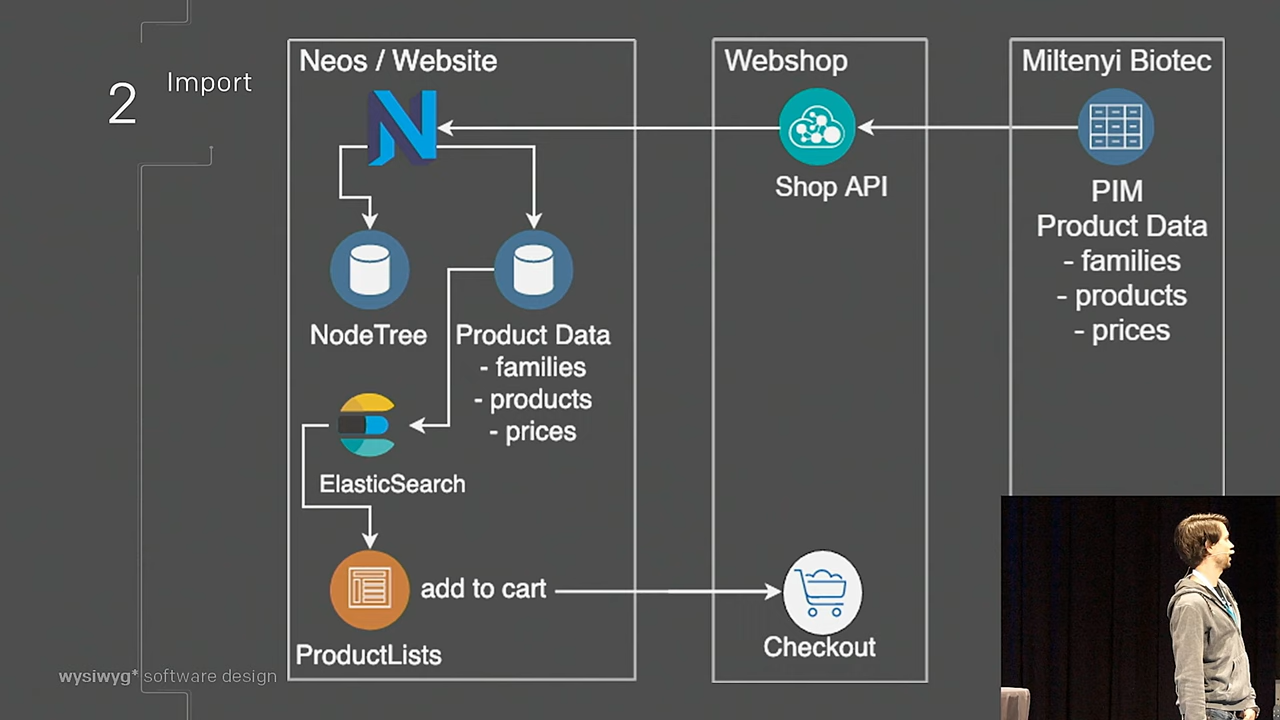 2
Import
Neos / Website
NodeTree
Product Data
- families
- products
- prices
ElasticSearch
ProductLists
add to cart
Webshop
Shop API
Checkout
Miltenyi Biotec
PIM
Product Data
- families
- products
- prices
wysiwyg* software design